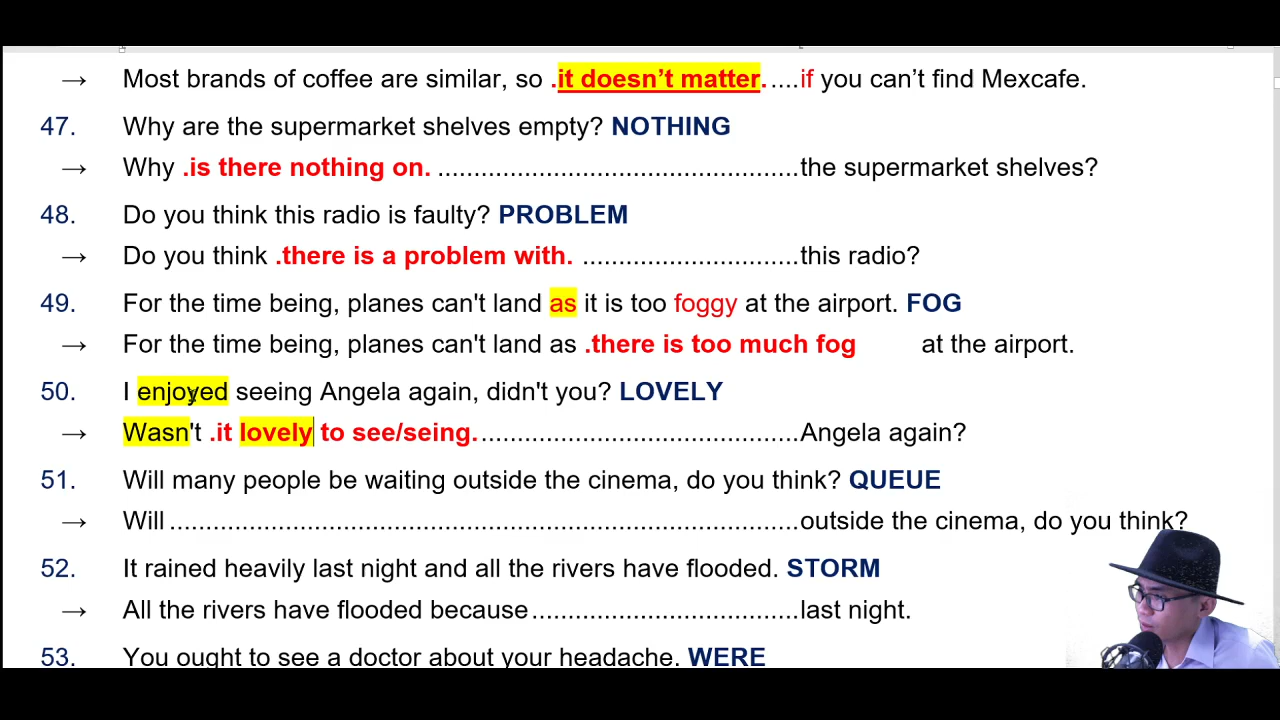 → Most brands of coffee are similar, so .it doesn’t matter.....if you can’t find Mexcafe.
47. Why are the supermarket shelves empty? NOTHING
→ Why .is there nothing on. ..................................................the supermarket shelves?
48. Do you think this radio is faulty? PROBLEM
→ Do you think .there is a problem with. ..............................this radio?
49. For the time being, planes can't land as it is too foggy at the airport. FOG
→ For the time being, planes can't land as .there is too much fog at the airport.
50. I enjoyed seeing Angela again, didn't you? LOVELY
→ Wasn't .it lovely to see/seing.............................................Angela again?
51. Will many people be waiting outside the cinema, do you think? QUEUE
→ Will .......................................................................................outside the cinema, do you think?
52. It rained heavily last night and all the rivers have flooded. STORM
→ All the rivers have flooded because.....................................last night.
53. You ought to see a doctor about your headache. WERE